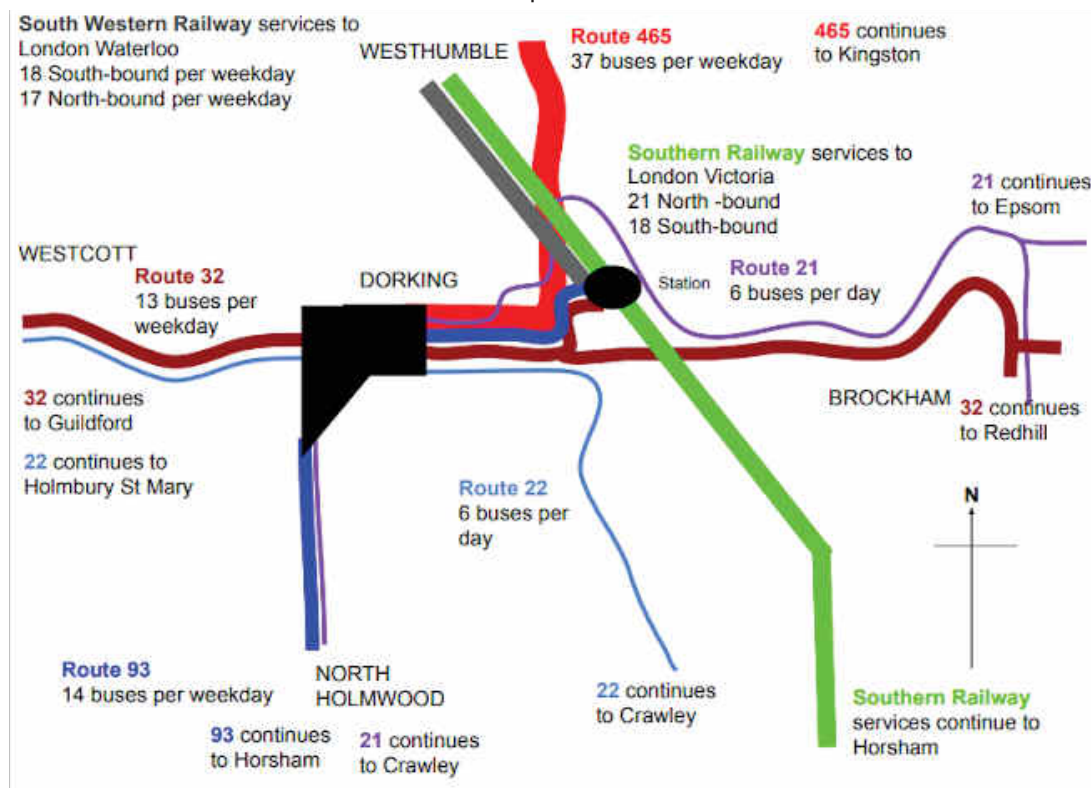 South Western Railway services to
London Waterloo
18 South-bound per weekday
17 North-bound per weekday
WESTHUMBLE
Route 465
37 buses per weekday
465 continues
to Kingston
Southern Railway services to
London Victoria
21 North -bound
18 South-bound
21 continues
to Epsom
WESTCOTT
Route 32
13 buses per
weekday
DORKING
Station
Route 21
6 buses per day
32 continues
to Guildford
22 continues to
Holmbury St Mary
BROCKHAM
32 continues
to Redhill
Route 22
6 buses per
day
N
Route 93
14 buses per weekday
NORTH
HOLMWOOD
93 continues
to Horsham
21 continues
to Crawley
22 continues
to Crawley
Southern Railway
services continue to
Horsham